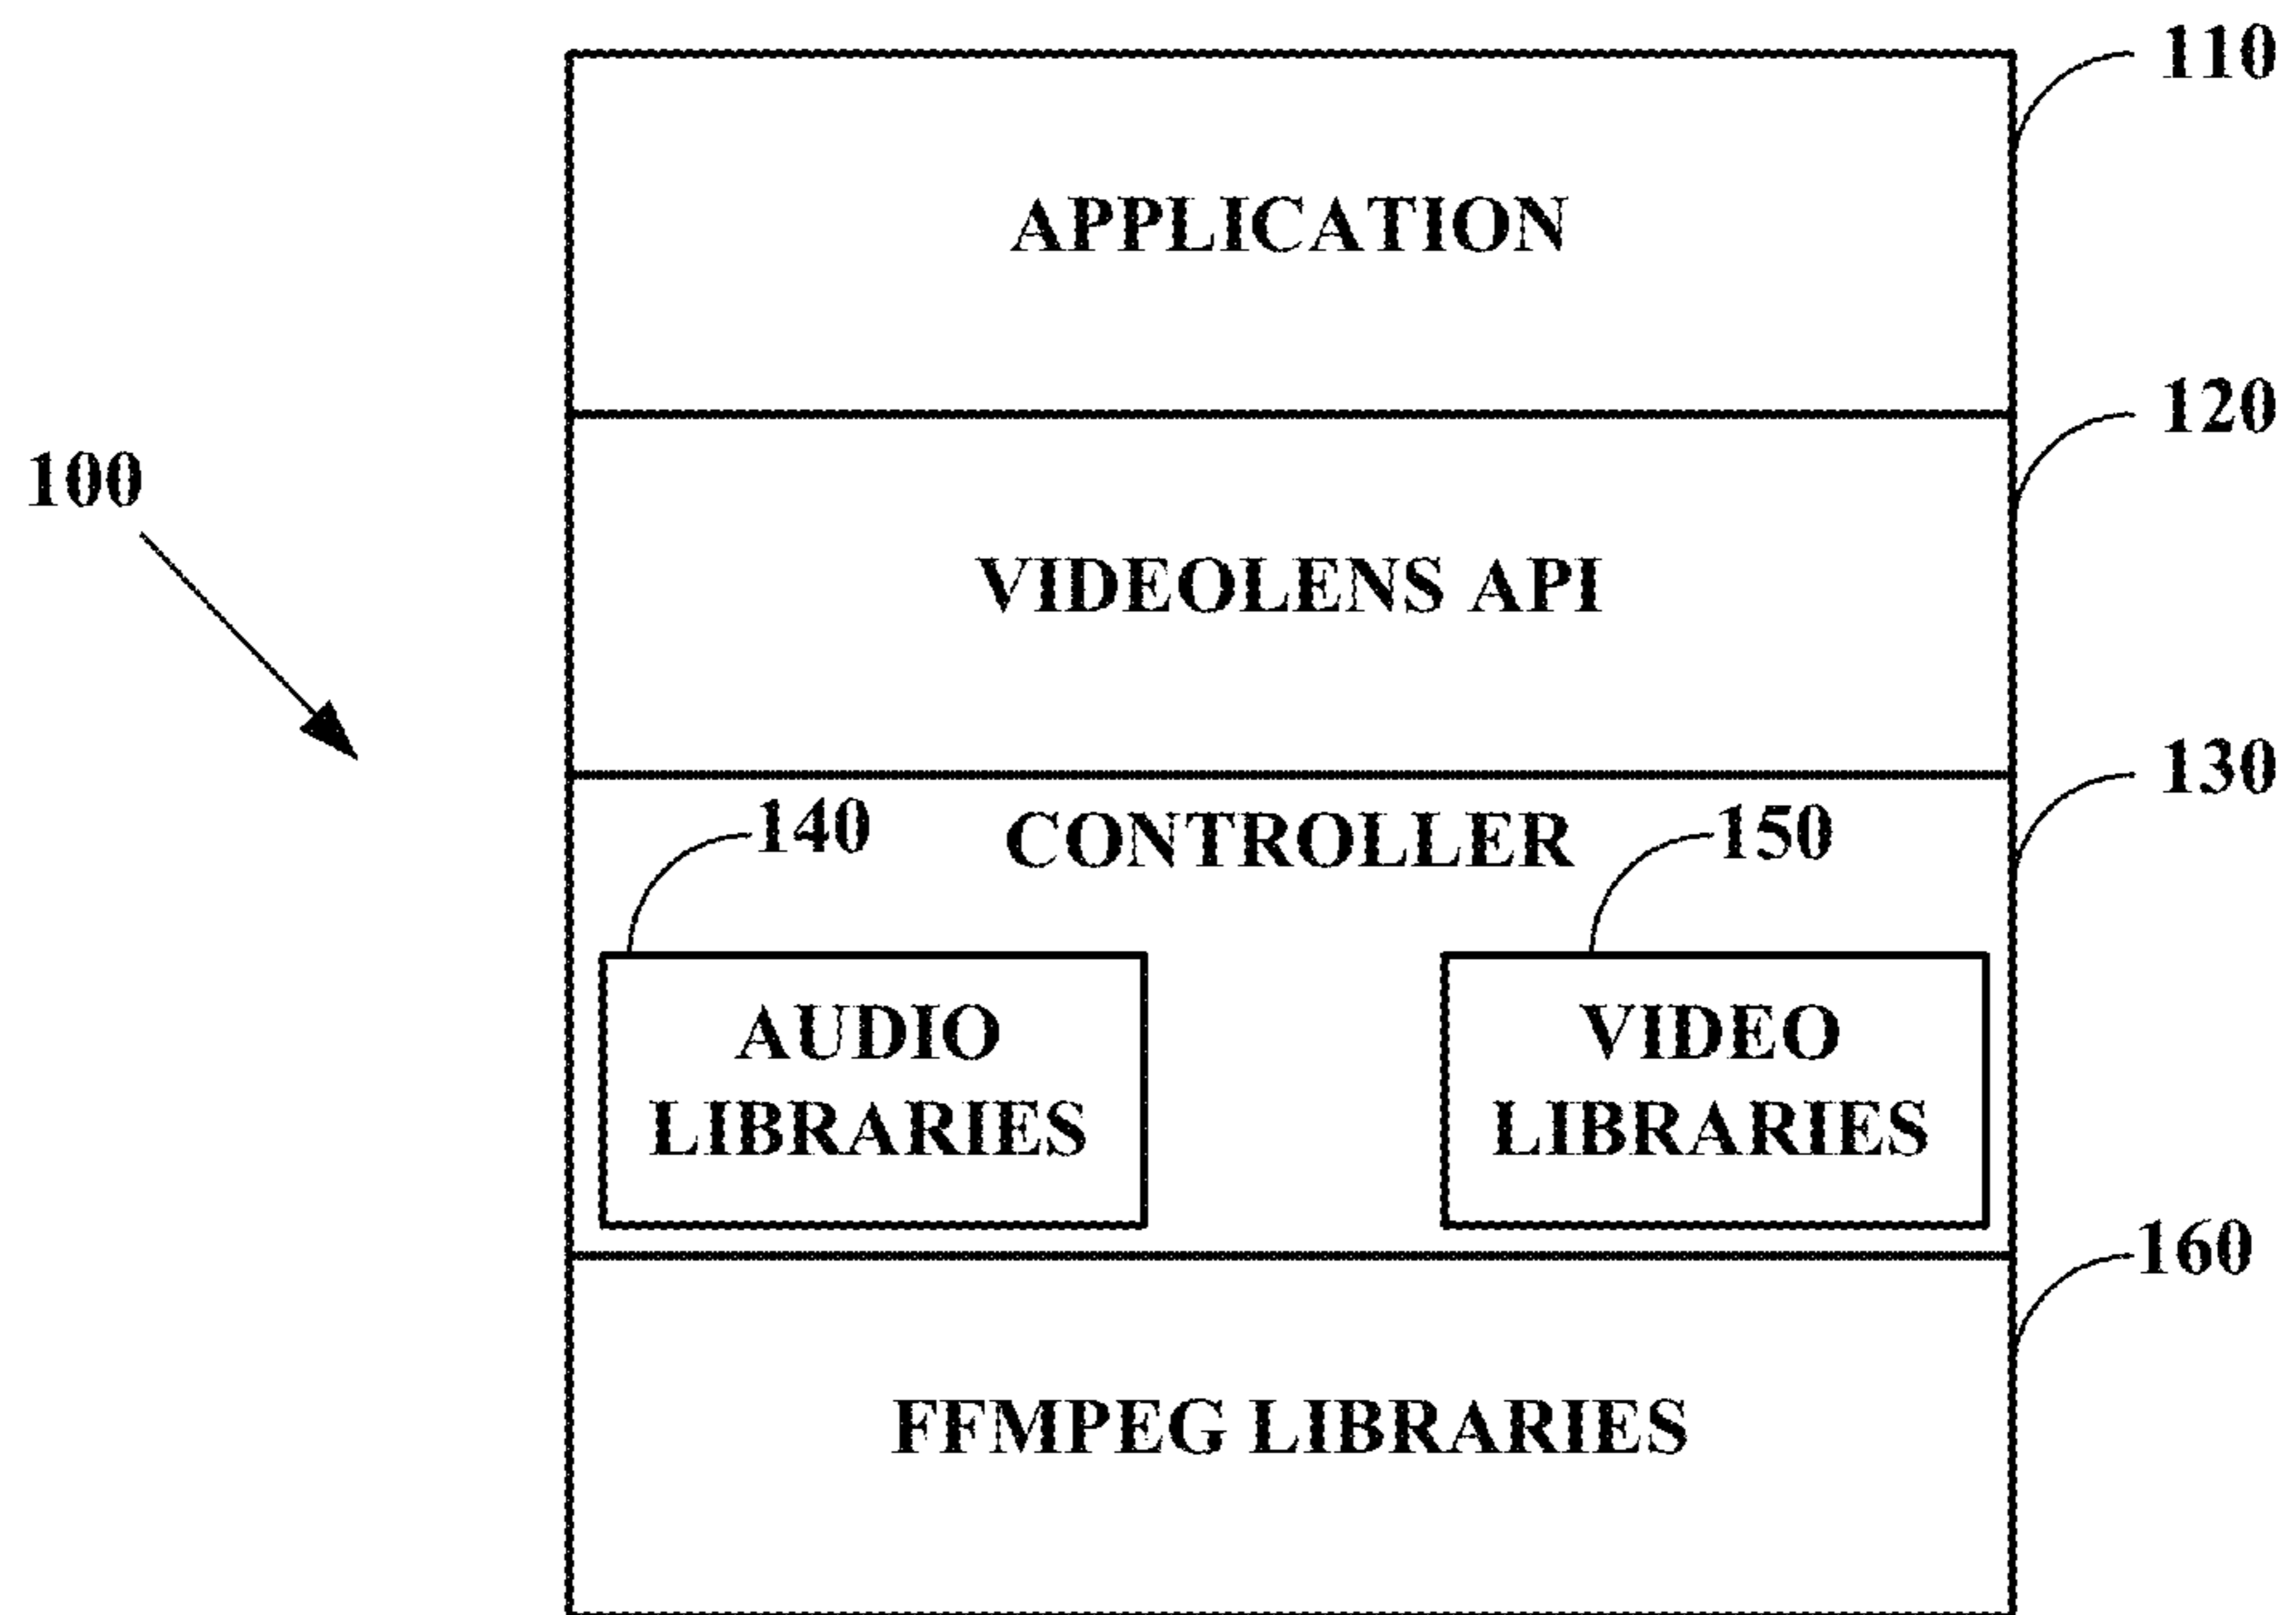 110
APPLICATION
120
100
VIDEOLENS API
130
140
CONTROLLER
150
AUDIO
LIBRARIES
VIDEO
LIBRARIES
160
FFMPEG LIBRARIES